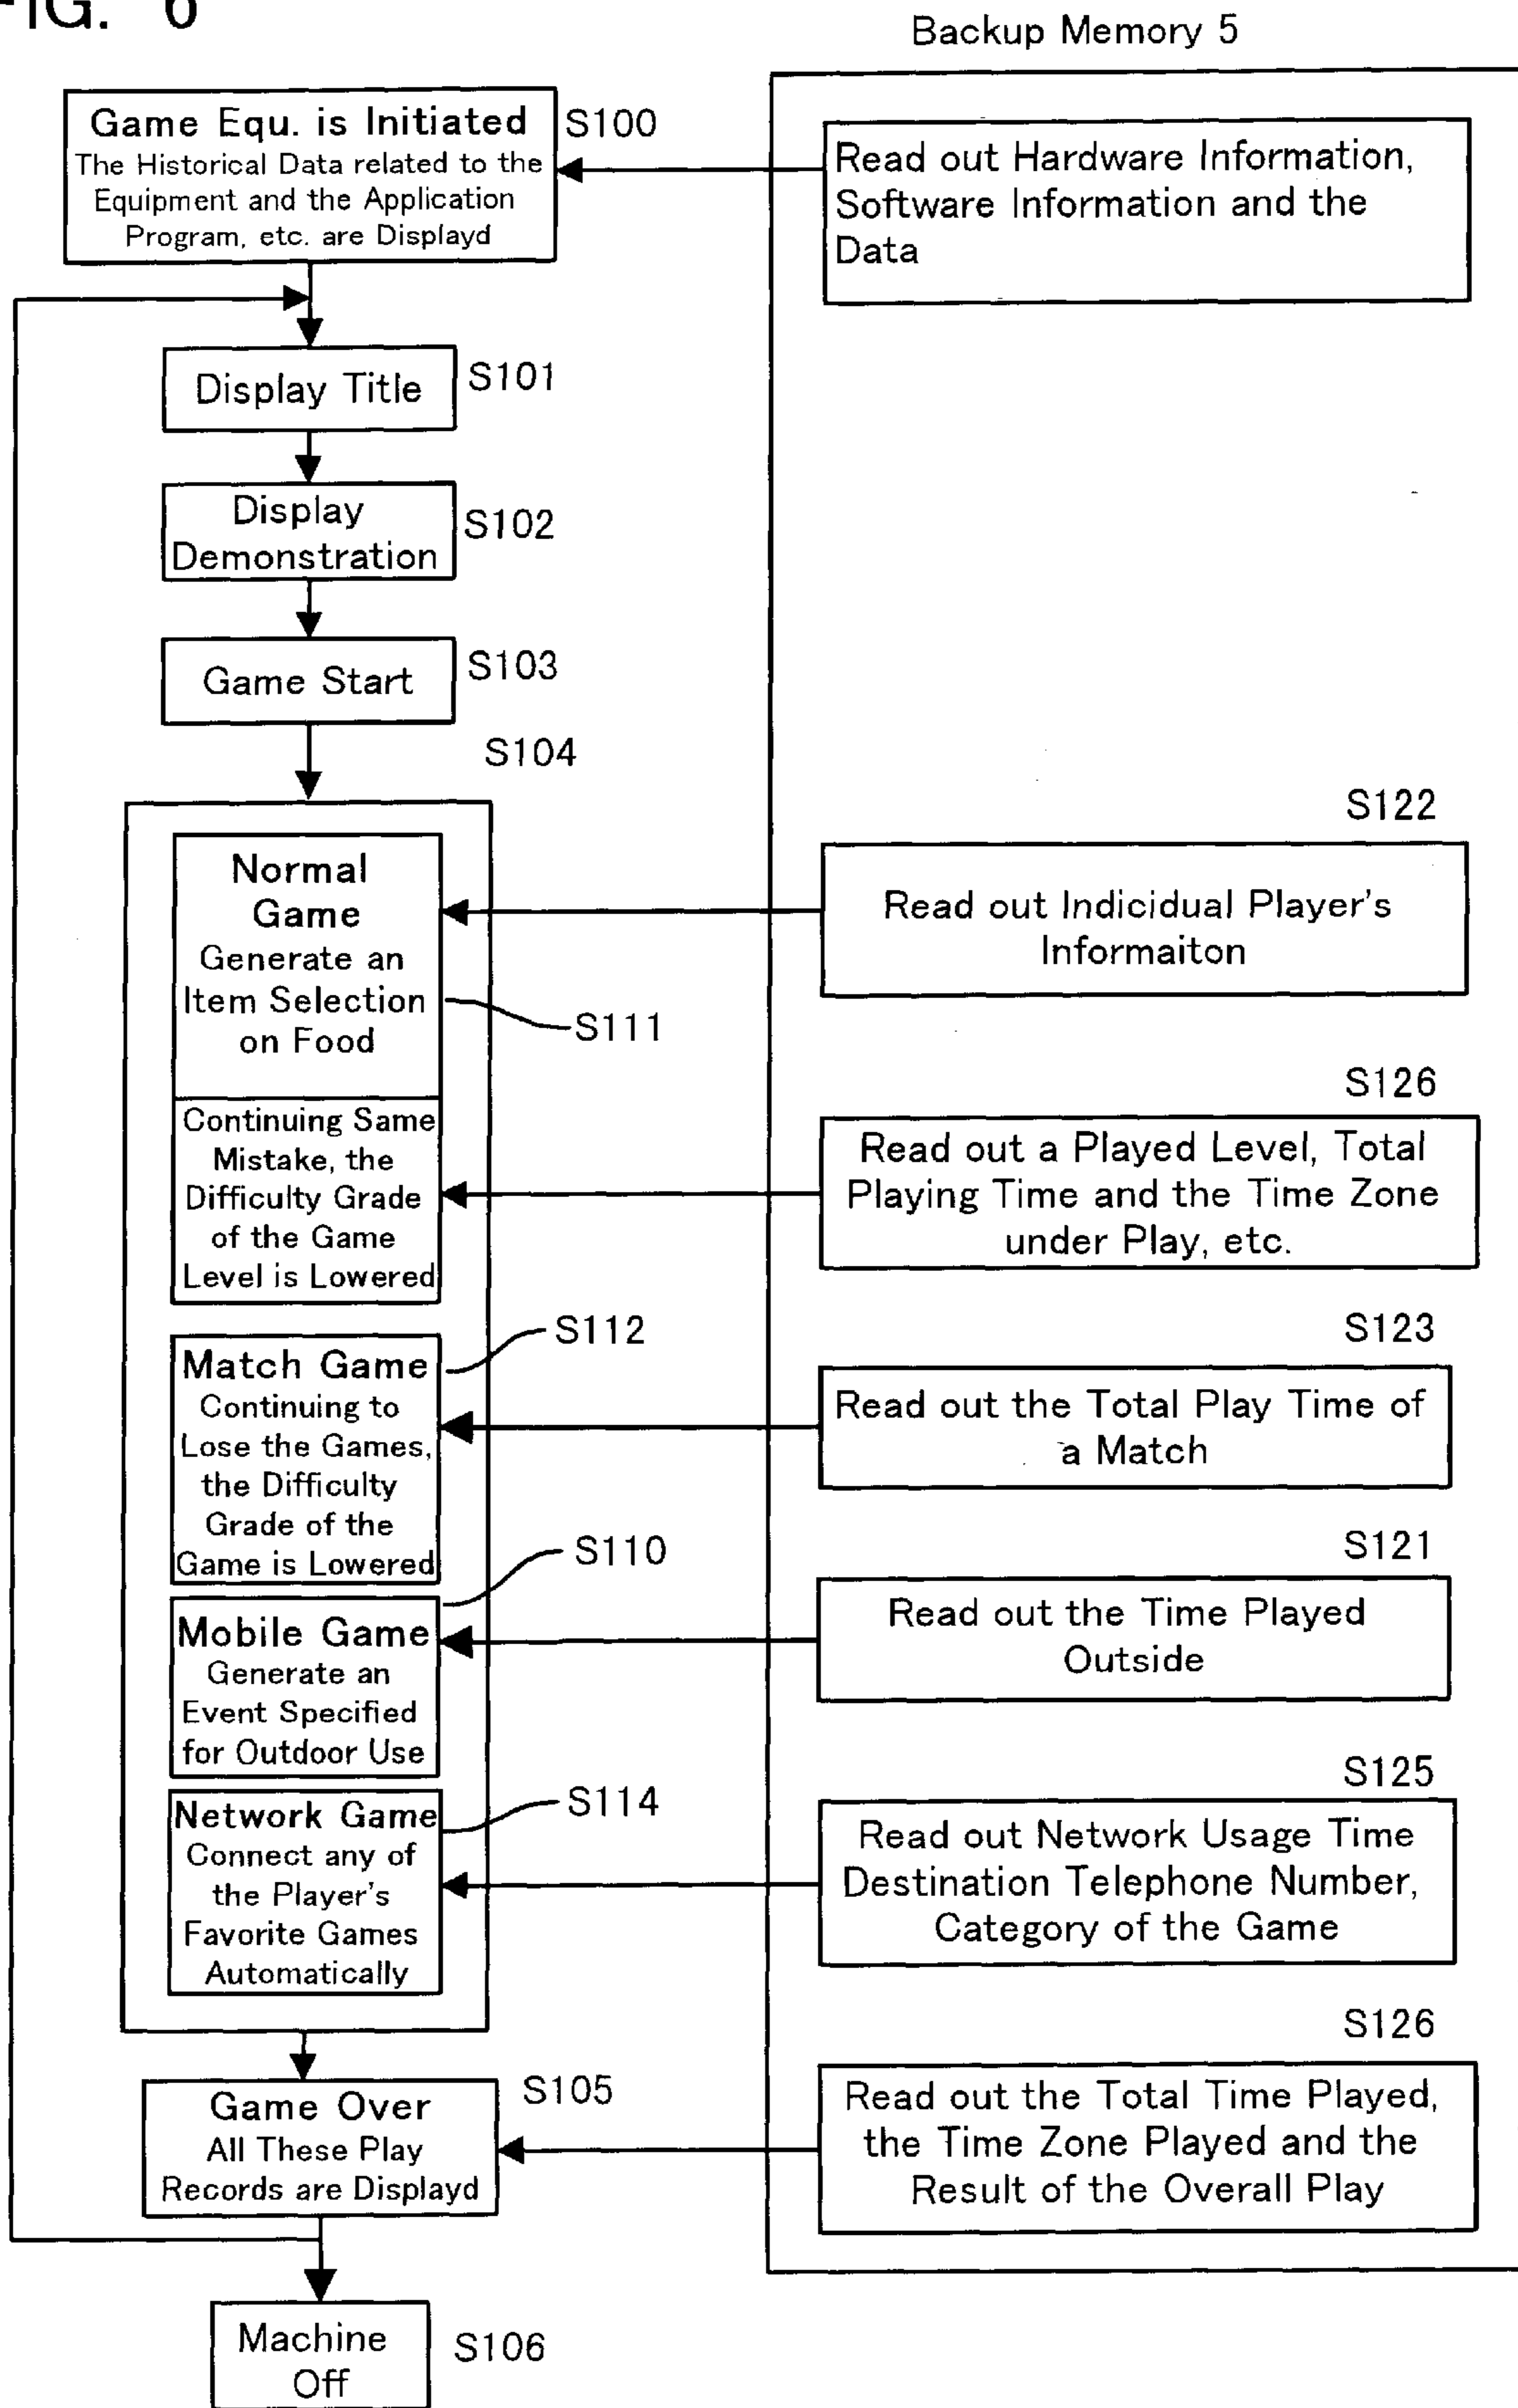 FIG. 6
Backup Memory 5
Game Equ. is Initiated
The Historical Data related to the
Equipment and the Application
Program, etc. are Displayd
S100
Read out Hardware Information,
Software Information and the
Data
Display Title
S101
Display
Demonstration
S102
Game Start
S103
S104
Normal
Game
Generate an
Item Selection
on Food
S111
S122
Read out Indicidual Player's
Informaiton
Continuing Same
Mistake, the
Difficulty Grade
of the Game
Level is Lowered
S126
Read out a Played Level, Total
Playing Time and the Time Zone
under Play, etc.
Match Game
Continuing to
Lose the Games,
the Difficulty
Grade of the
Game is Lowered
S112
S123
Read out the Total Play Time of
a Match
Mobile Game
Generate an
Event Specified
for Outdoor Use
S110
S121
Read out the Time Played
Outside
Network Game
Connect any of
the Player's
Favorite Games
Automatically
S114
S125
Read out Network Usage Time
Destination Telephone Number,
Category of the Game
Game Over
All These Play
Records are Displayd
S105
S126
Read out the Total Time Played,
the Time Zone Played and the
Result of the Overall Play
Machine
Off
S106